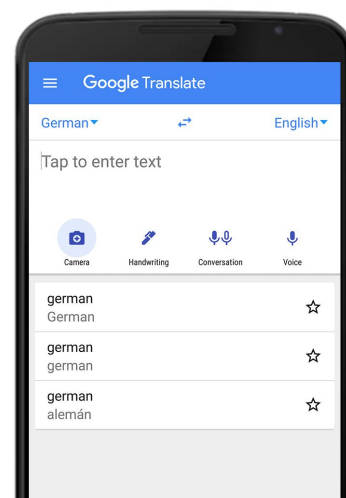 Google Translate
German English
Tap to enter text
Camera Handwriting Conversation Voice
german
German
german
german
german
alemán